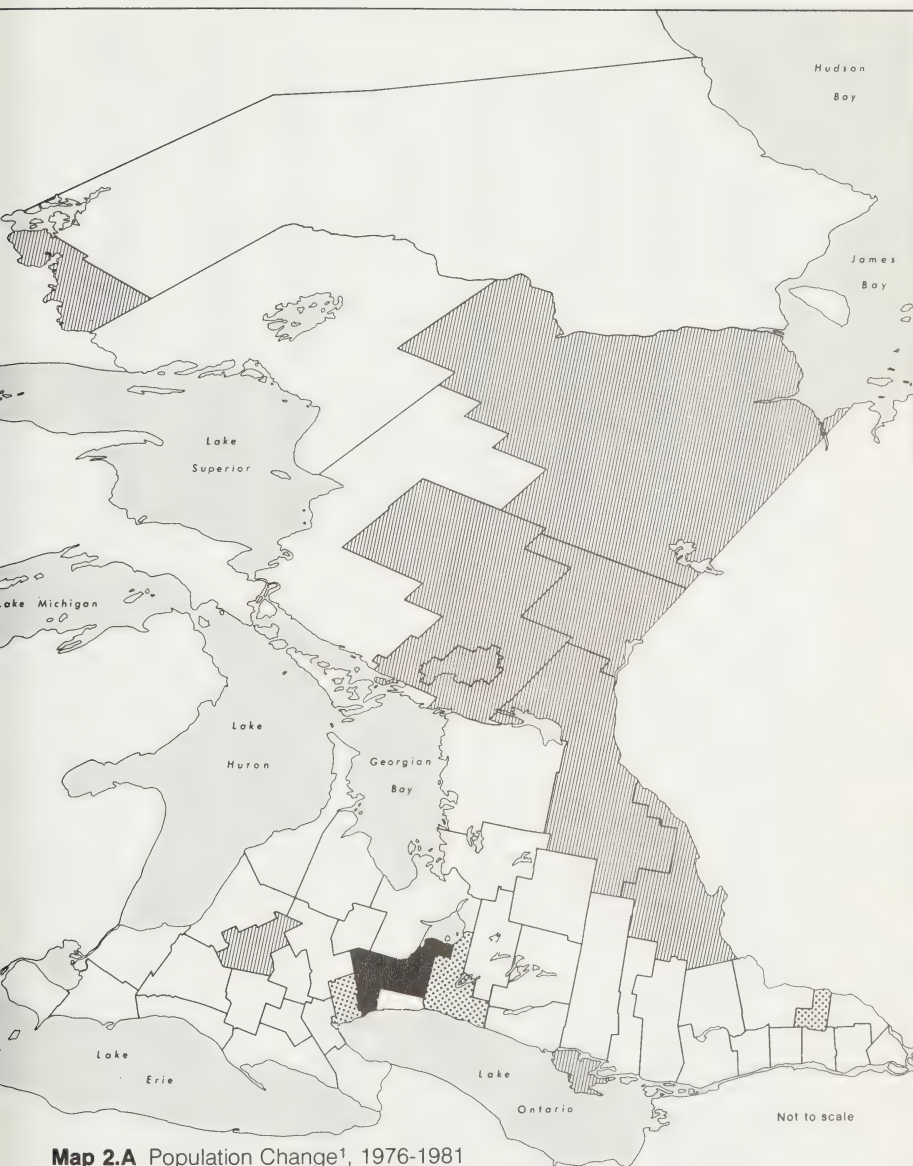 Hudson
Bay
James
Bay
Lake
Superior
Lake Michigan
Lake
Huron
Georgian
Bay
Lake
Erie
Lake
Ontario
Not to scale
Map 2.A Population Change¹, 1976-1981